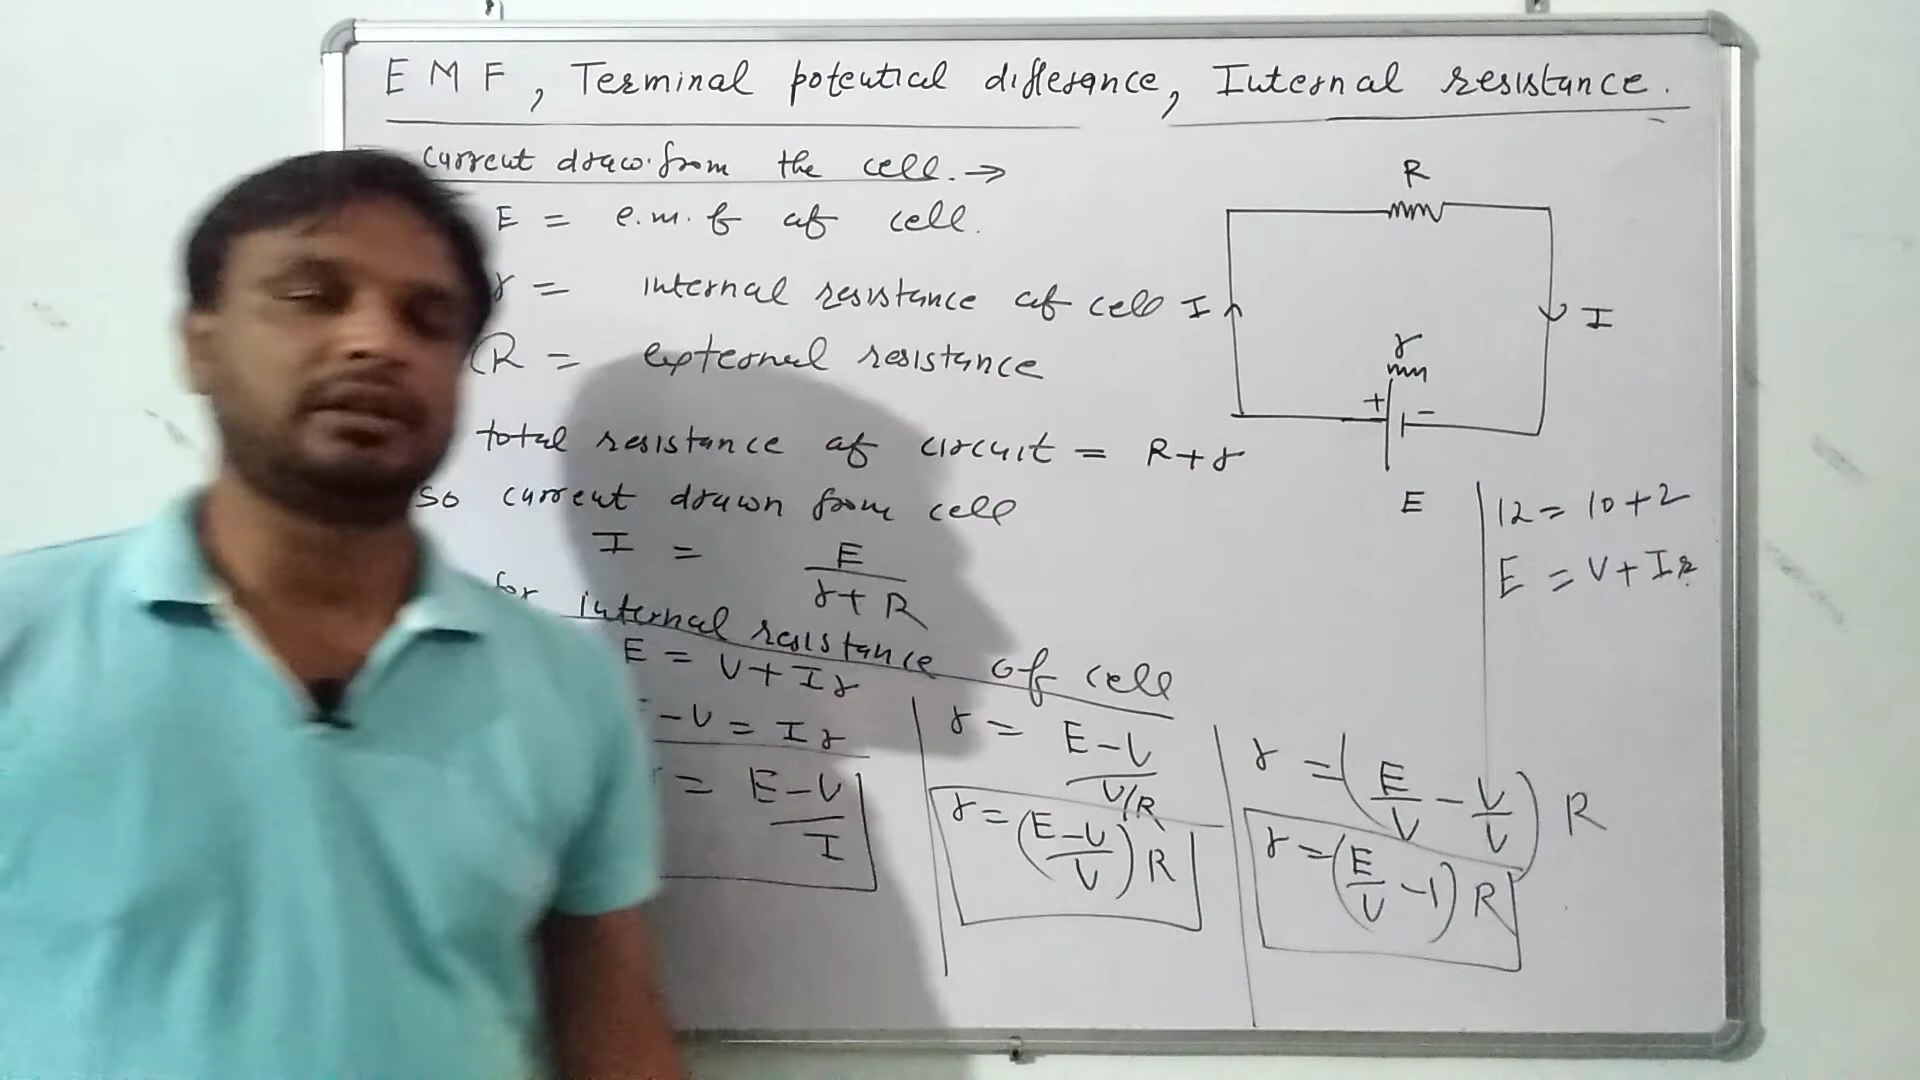 EMF, Terminal potential difference, Internal resistance.
current draw from the cell. →
E = e.m.f of cell.
r = internal resistance of cell
R = external resistance
total resistance of circuit = R+r
so current drawn from cell
I = E/(r+R)
for internal resistance of cell
E = V+Ir
-V = Ir
= (E-V)/I
r = (E-V)/(V/R)
r = ((E-V)/V) R
r = (E/V - V/V) R
r = (E/V - 1) R
R
I
I
r
+ -
E
12 = 10+2
E = V+Ir